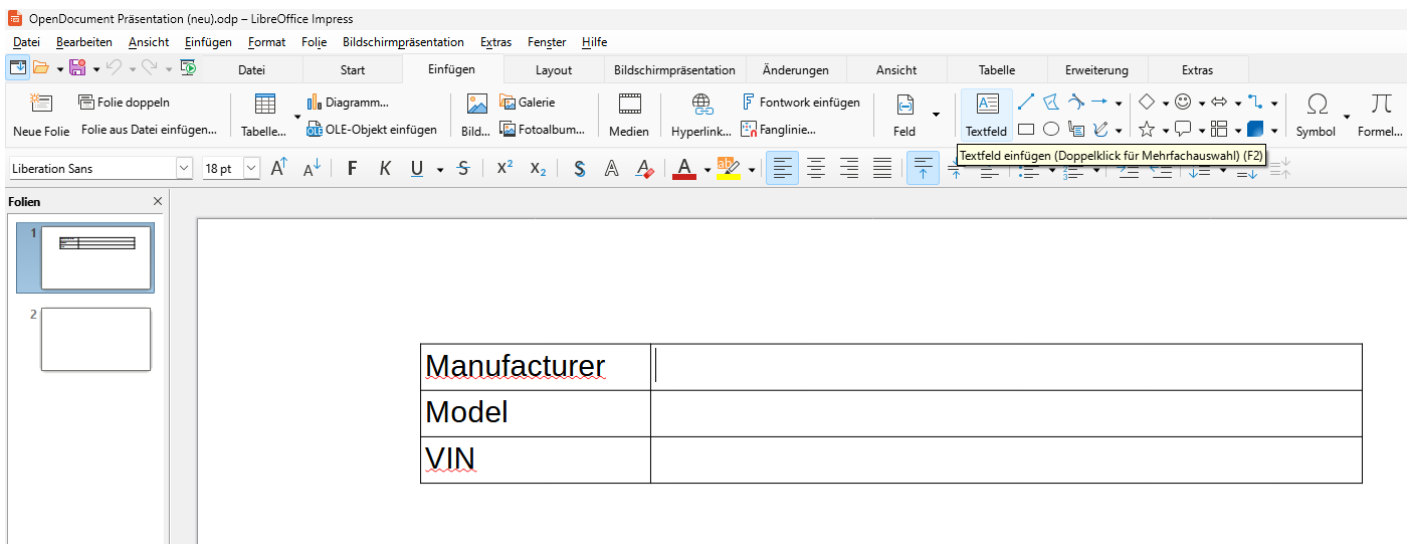 OpenDocument Präsentation (neu).odp – LibreOffice Impress
Datei Bearbeiten Ansicht Einfügen Format Folie Bildschirmpräsentation Extras Fenster Hilfe
Datei Start Einfügen Layout Bildschirmpräsentation Änderungen Ansicht Tabelle Erweiterung Extras
Folie doppeln Diagramm... Galerie Fontwork einfügen
Neue Folie Folie aus Datei einfügen... Tabelle... OLE-Objekt einfügen Bild... Fotoalbum... Medien Hyperlink... Fanglinie... Feld Textfeld Symbol Formel...
Textfeld einfügen (Doppelklick für Mehrfachauswahl) (F2)
Liberation Sans 18 pt A A F K U S X² X₂ S A A A
Folien
1
2
Manufacturer
Model
VIN